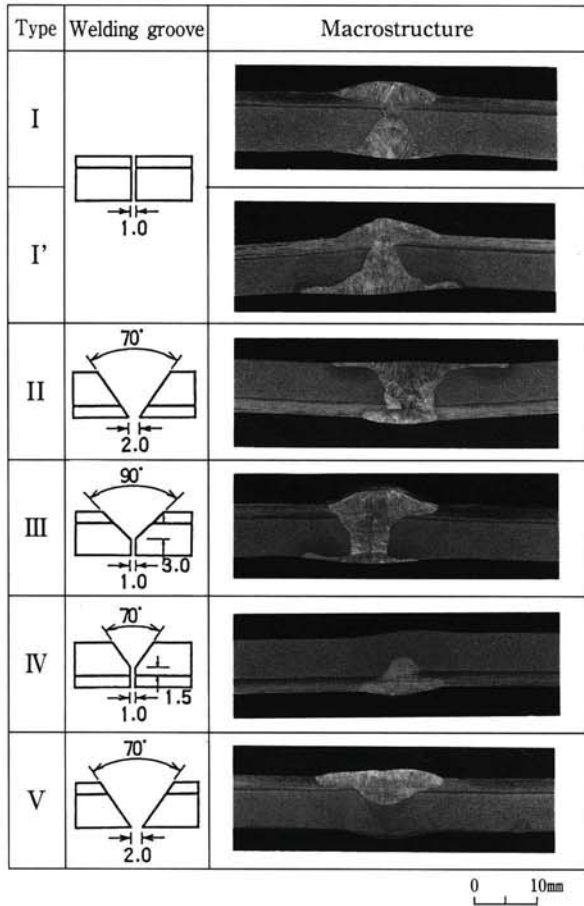 Type Welding groove Macrostructure
I
1.0
I'
70°
II
2.0
90°
III
3.0
1.0
70°
IV
1.5
1.0
70°
V
2.0
0 10mm